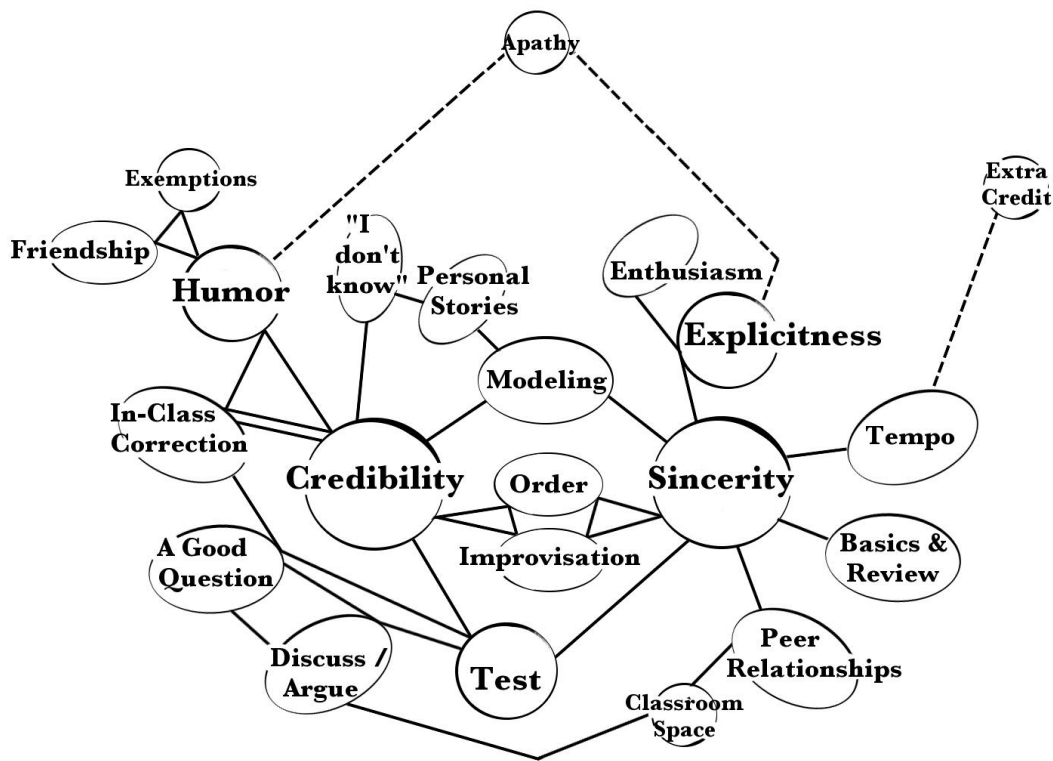 Apathy
Exemptions
Extra
Credit
Friendship
Humor
"I
don't
know"
Personal
Stories
Enthusiasm
Explicitness
Modeling
In-Class
Correction
Tempo
Credibility
Order
Sincerity
Improvisation
A Good
Question
Basics &
Review
Discuss /
Argue
Test
Peer
Relationships
Classroom
Space